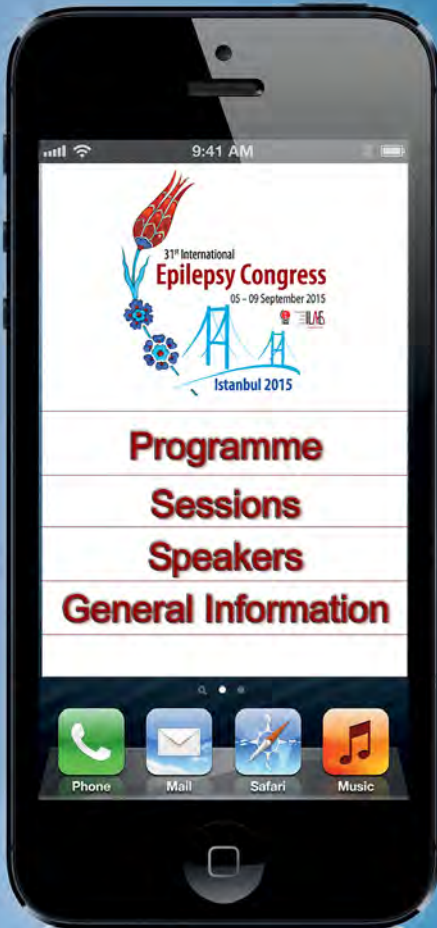 9:41 AM
31st International
Epilepsy Congress
05 – 09 September 2015
ILAE
Istanbul 2015
Programme
Sessions
Speakers
General Information
Phone
Mail
Safari
Music